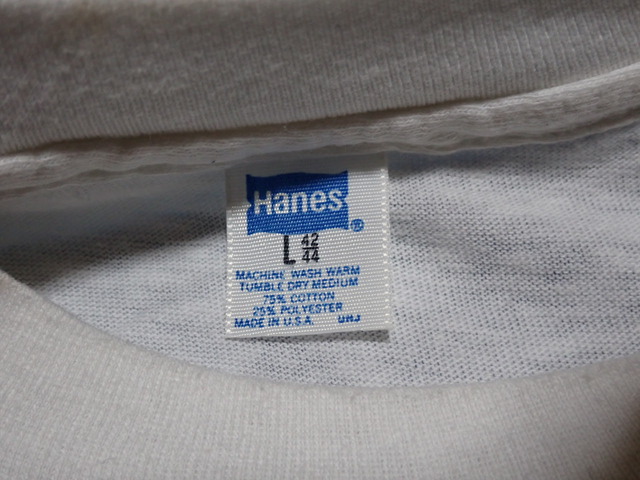 Hanes®
L 42/44
MACHINE WASH WARM
TUMBLE DRY MEDIUM
75% COTTON
25% POLYESTER
MADE IN U.S.A.